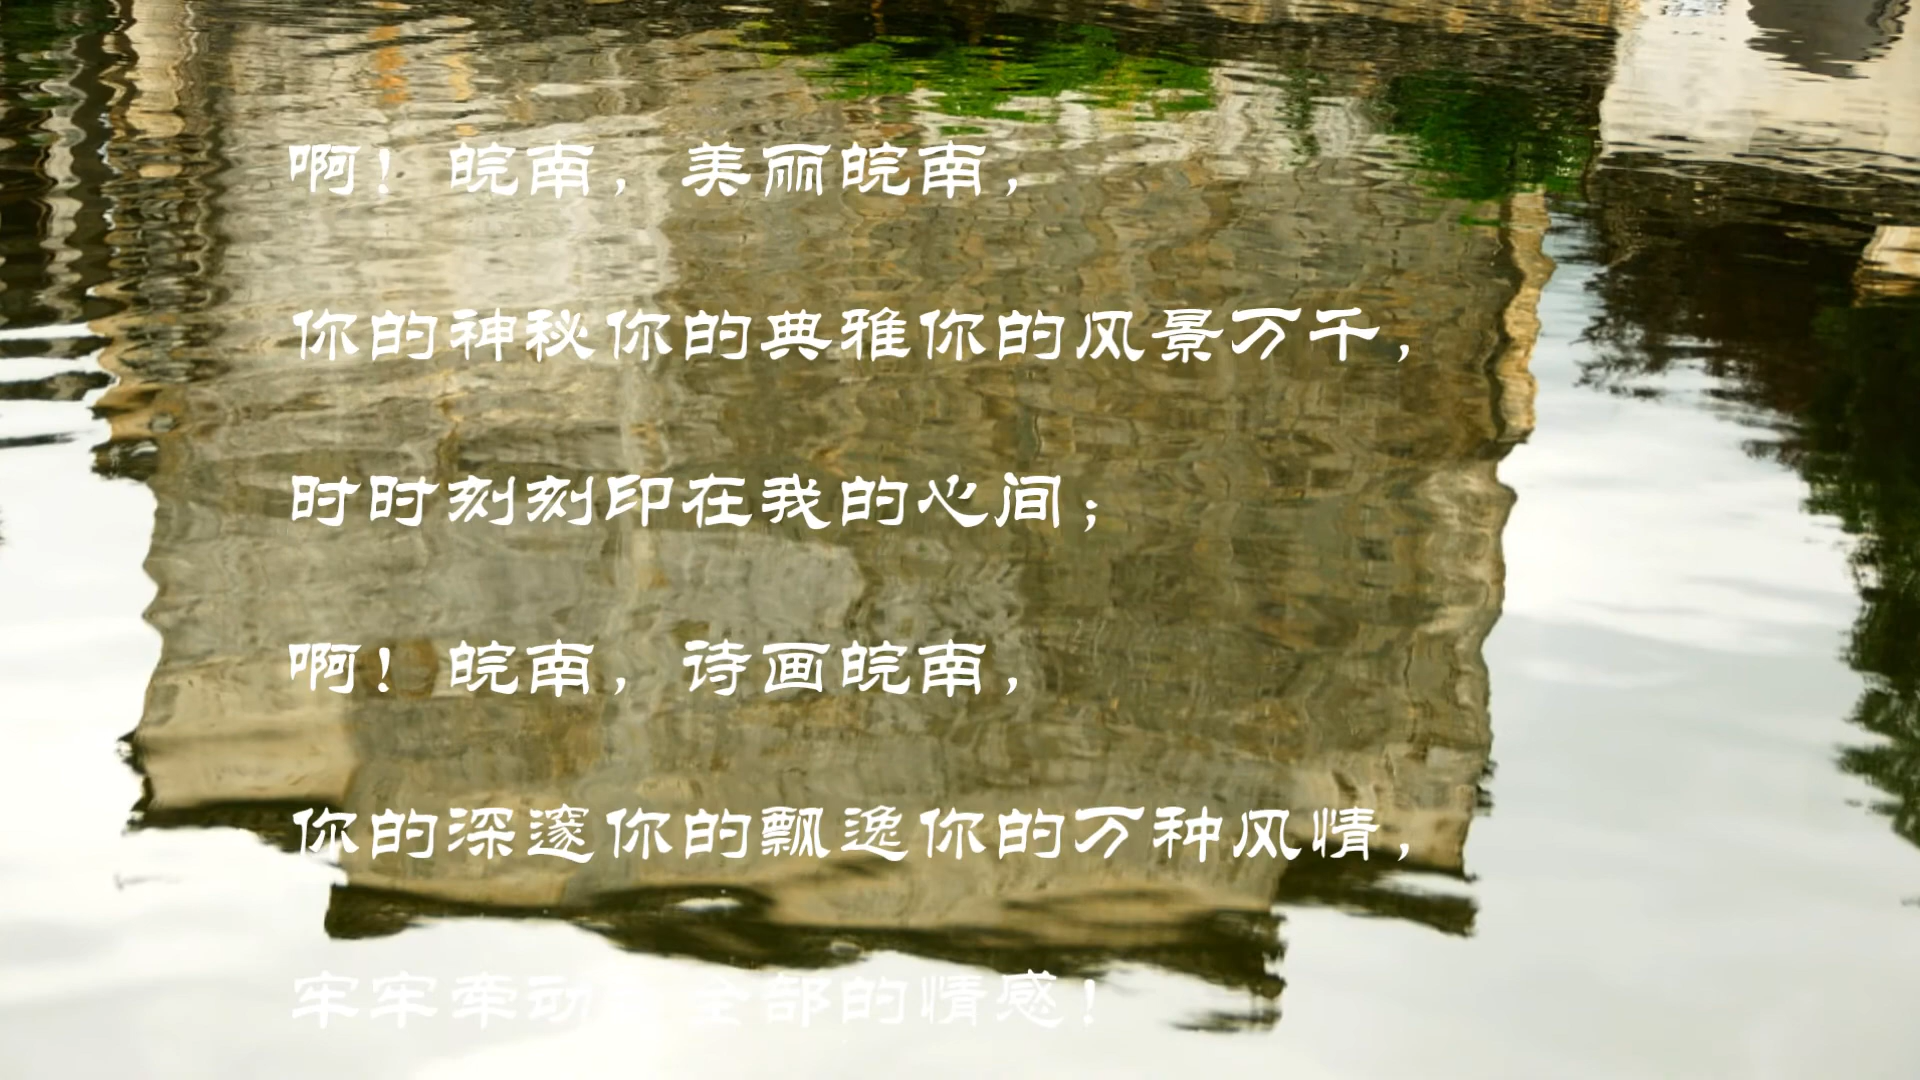 啊！皖南，美丽皖南，
你的神秘你的典雅你的风景万千，
时时刻刻印在我的心间；
啊！皖南，诗画皖南，
你的深邃你的飘逸你的万种风情，
牢牢牵动 全部的情感！